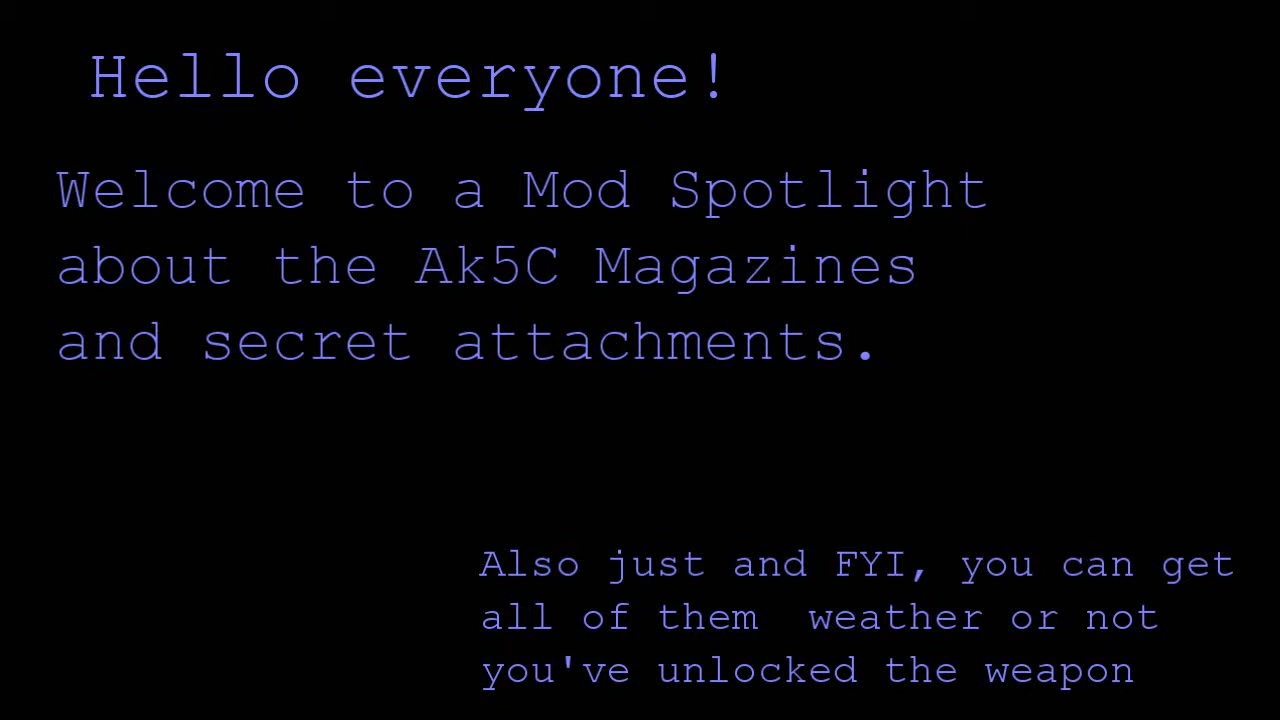 Hello everyone!
Welcome to a Mod Spotlight
about the Ak5C Magazines
and secret attachments.
Also just and FYI, you can get
all of them  weather or not
you've unlocked the weapon